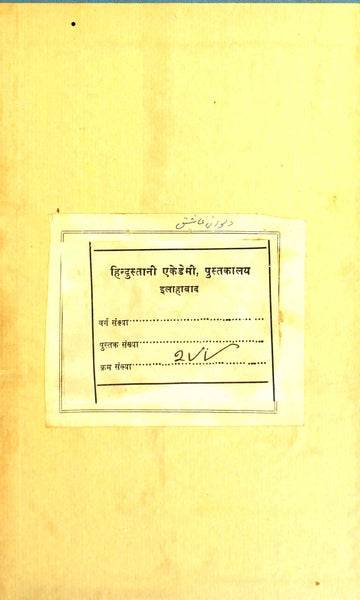 دیوان عاشق
हिन्दुस्तानी एकेडेमी, पुस्तकालय
इलाहाबाद
वर्ग संख्या
पुस्तक संख्या
क्रम संख्या